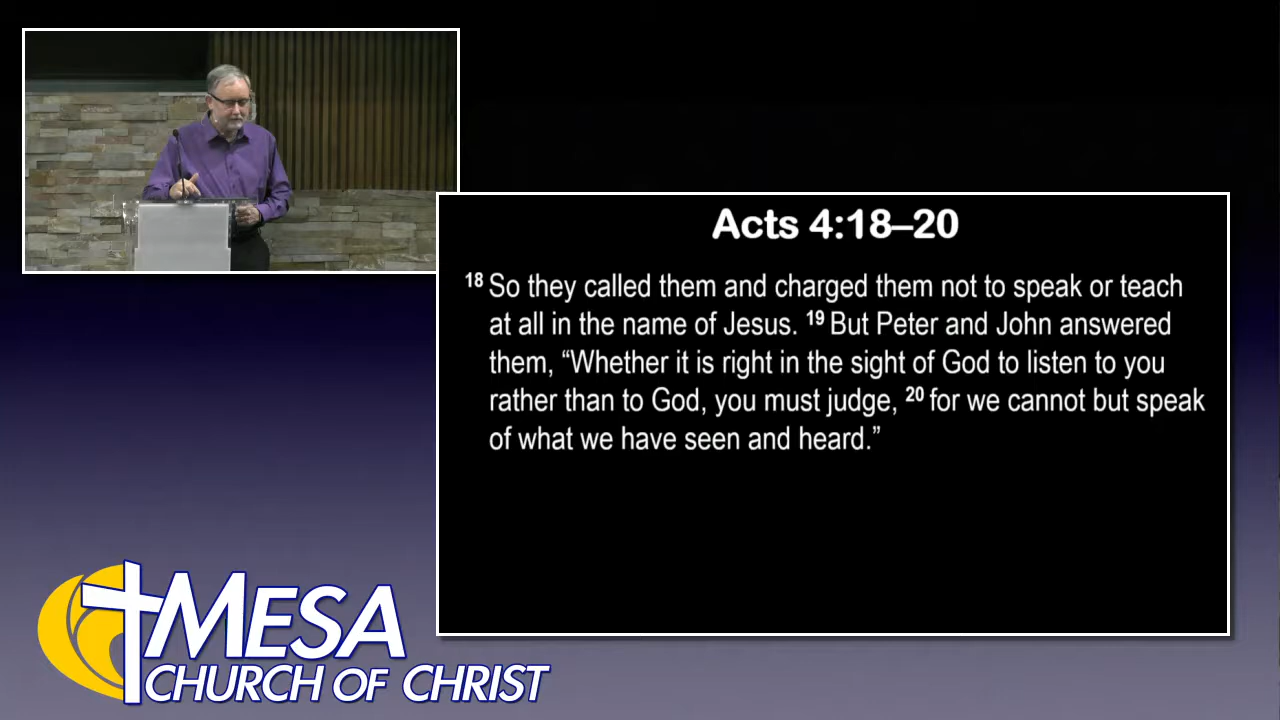 Acts 4:18–20
18 So they called them and charged them not to speak or teach
at all in the name of Jesus. 19 But Peter and John answered
them, “Whether it is right in the sight of God to listen to you
rather than to God, you must judge, 20 for we cannot but speak
of what we have seen and heard.”
MESA
CHURCH OF CHRIST